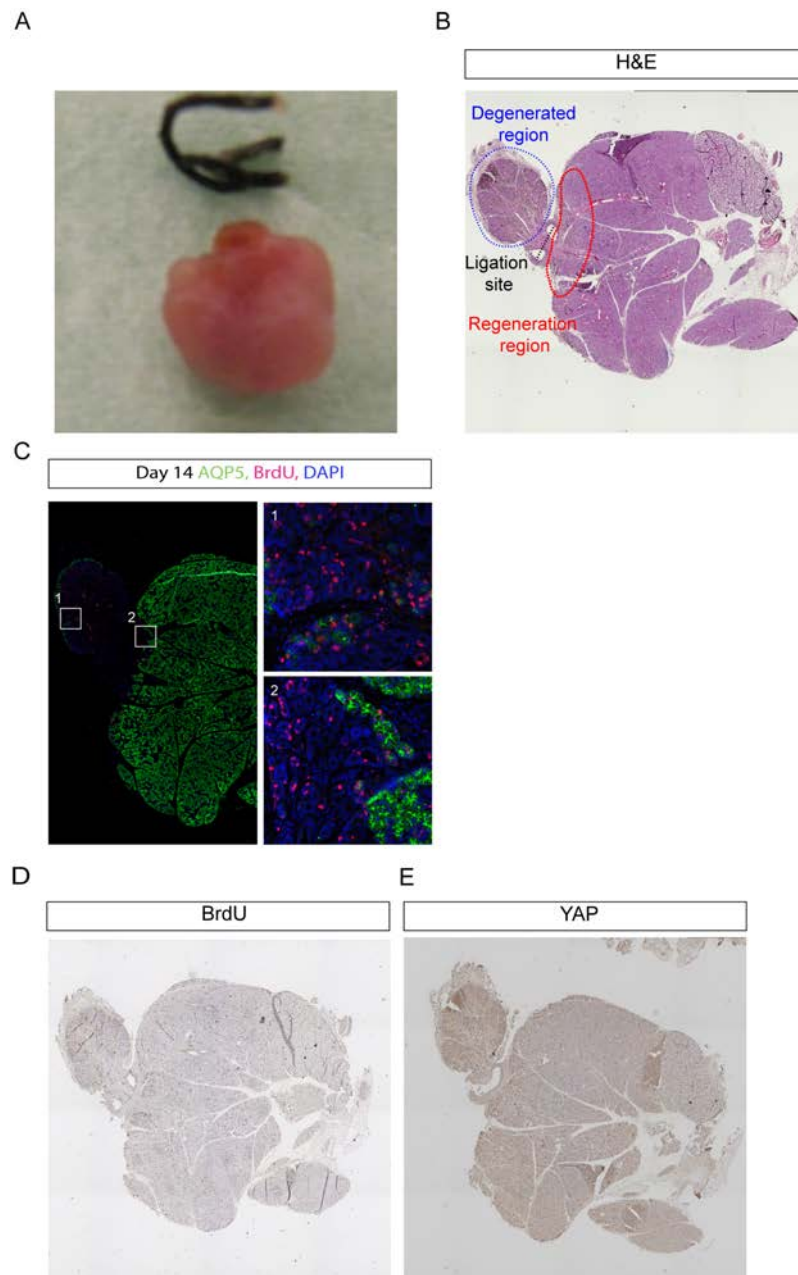 A
B
H&E
Degenerated
region
Ligation
site
Regeneration
region
C
Day 14 AQP5, BrdU, DAPI
1
2
1
2
D
BrdU
E
YAP